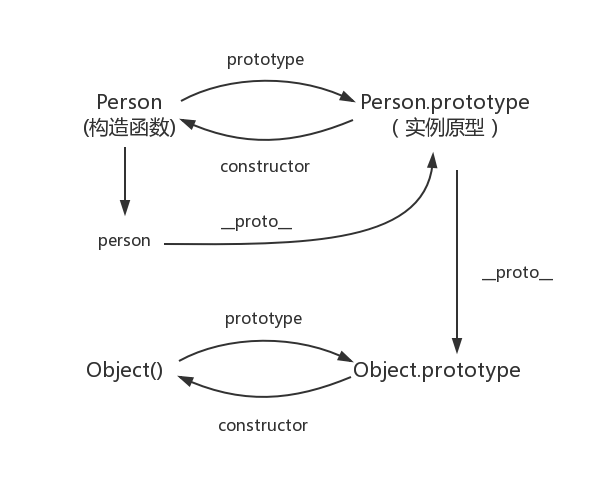 prototype
Person
(构造函数)
Person.prototype
（实例原型）
constructor
__proto__
person
__proto__
prototype
Object()
Object.prototype
constructor